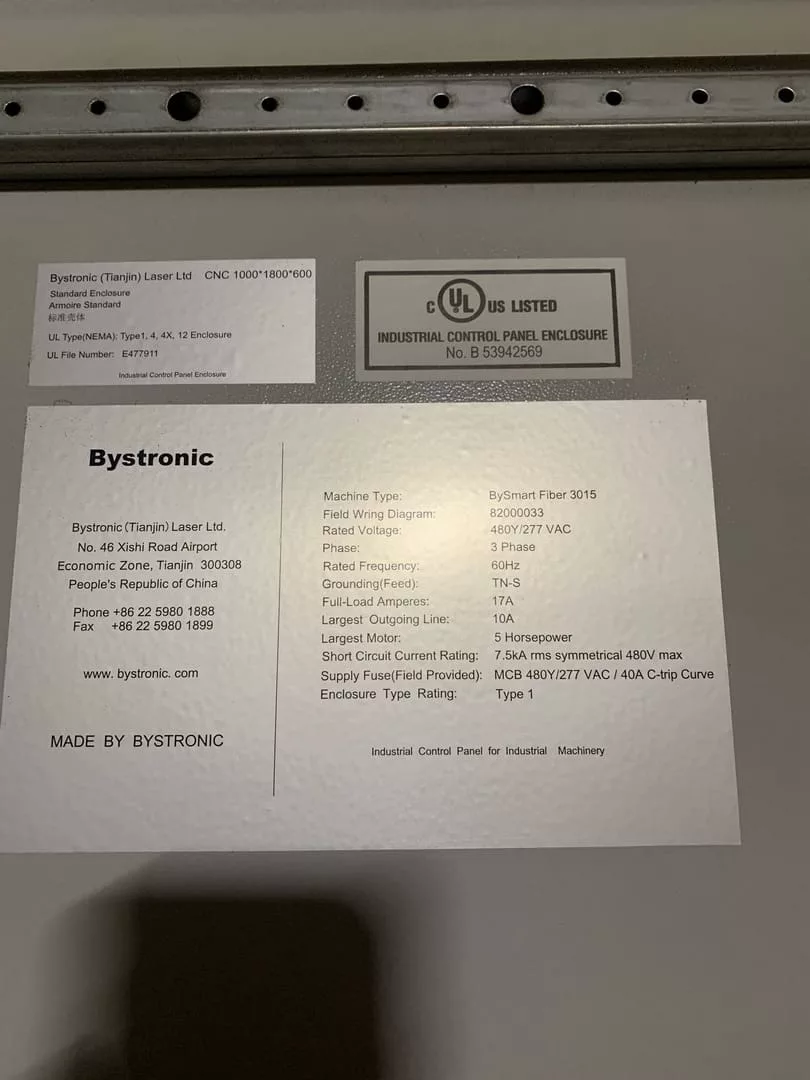 Bystronic (Tianjin) Laser Ltd CNC 1000*1800*600
Standard Enclosure
Armoire Standard
标准壳体
UL Type(NEMA): Type1, 4, 4X, 12 Enclosure
UL File Number: E477911
Industrial Control Panel Enclosure
C UL US LISTED
INDUSTRIAL CONTROL PANEL ENCLOSURE
No. B 53942569
Bystronic
Bystronic (Tianjin) Laser Ltd.
No. 46 Xishi Road Airport
Economic Zone, Tianjin 300308
People's Republic of China
Phone +86 22 5980 1888
Fax +86 22 5980 1899
www. bystronic. com
MADE BY BYSTRONIC
Machine Type: BySmart Fiber 3015
Field Wring Diagram: 82000033
Rated Voltage: 480Y/277 VAC
Phase: 3 Phase
Rated Frequency: 60Hz
Grounding(Feed): TN-S
Full-Load Amperes: 17A
Largest Outgoing Line: 10A
Largest Motor: 5 Horsepower
Short Circuit Current Rating: 7.5kA rms symmetrical 480V max
Supply Fuse(Field Provided): MCB 480Y/277 VAC / 40A C-trip Curve
Enclosure Type Rating: Type 1
Industrial Control Panel for Industrial Machinery